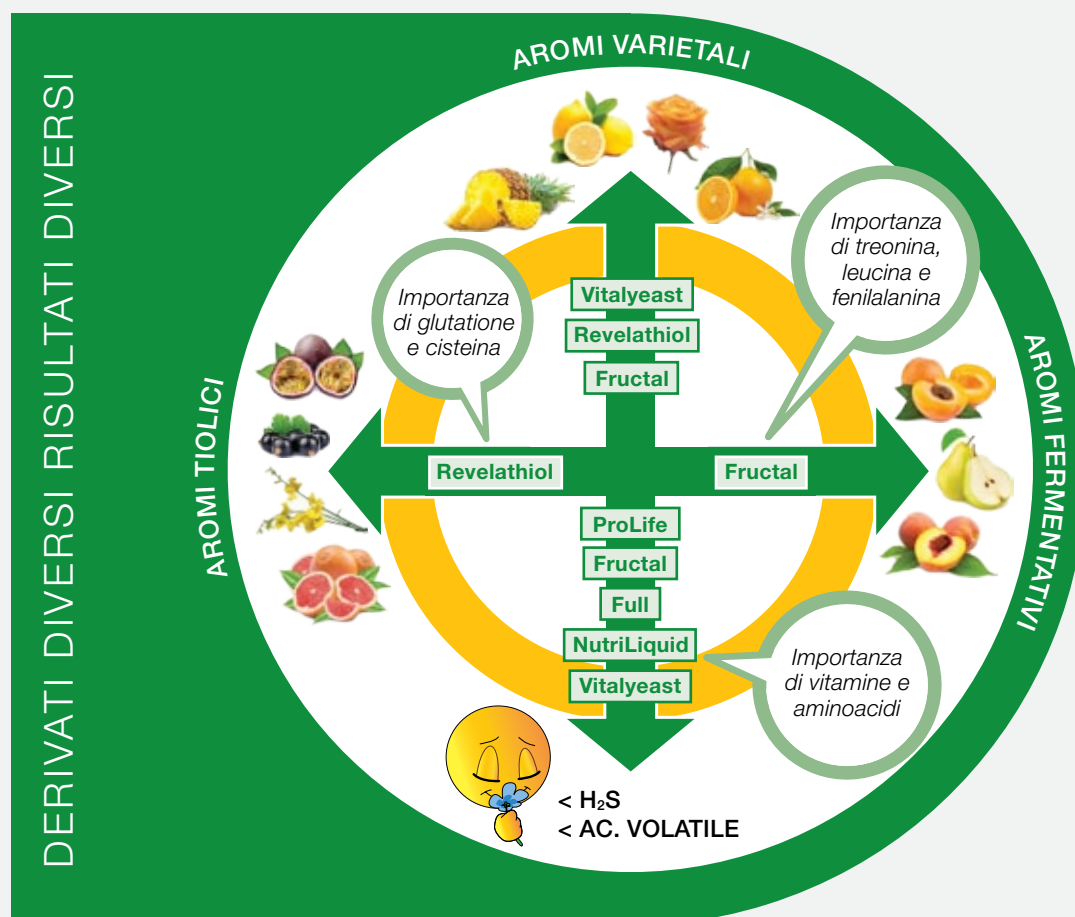 DERIVATI DIVERSI RISULTATI DIVERSI
AROMI VARIETALI
Importanza
di treonina,
leucina e
fenilalanina
Importanza
di glutatione
e cisteina
Vitalyeast
Revelathiol
Fructal
AROMI TIOLICI
Revelathiol
Fructal
AROMI FERMENTATIVI
ProLife
Fructal
Full
NutriLiquid
Vitalyeast
Importanza
di vitamine e
aminoacidi
< H₂S
< AC. VOLATILE